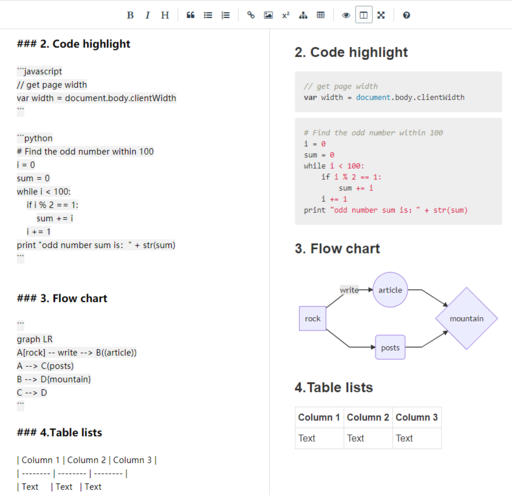 B I H x²
### 2. Code highlight
```javascript
// get page width
var width = document.body.clientWidth
```
```python
# Find the odd number within 100
i = 0
sum = 0
while i < 100:
    if i % 2 == 1:
        sum += i
    i += 1
print "odd number sum is:  " + str(sum)
```
### 3. Flow chart
```
graph LR
A[rock] -- write --> B((article))
A --> C(posts)
B --> D{mountain}
C --> D
```
### 4.Table lists
| Column 1 | Column 2 | Column 3 |
| -------- | -------- | -------- |
| Text | Text | Text
2. Code highlight
// get page width
var width = document.body.clientWidth
# Find the odd number within 100
i = 0
sum = 0
while i < 100:
    if i % 2 == 1:
        sum += i
    i += 1
print "odd number sum is: " + str(sum)
3. Flow chart
write
article
rock
mountain
posts
4.Table lists
Column 1 Column 2 Column 3
Text Text Text